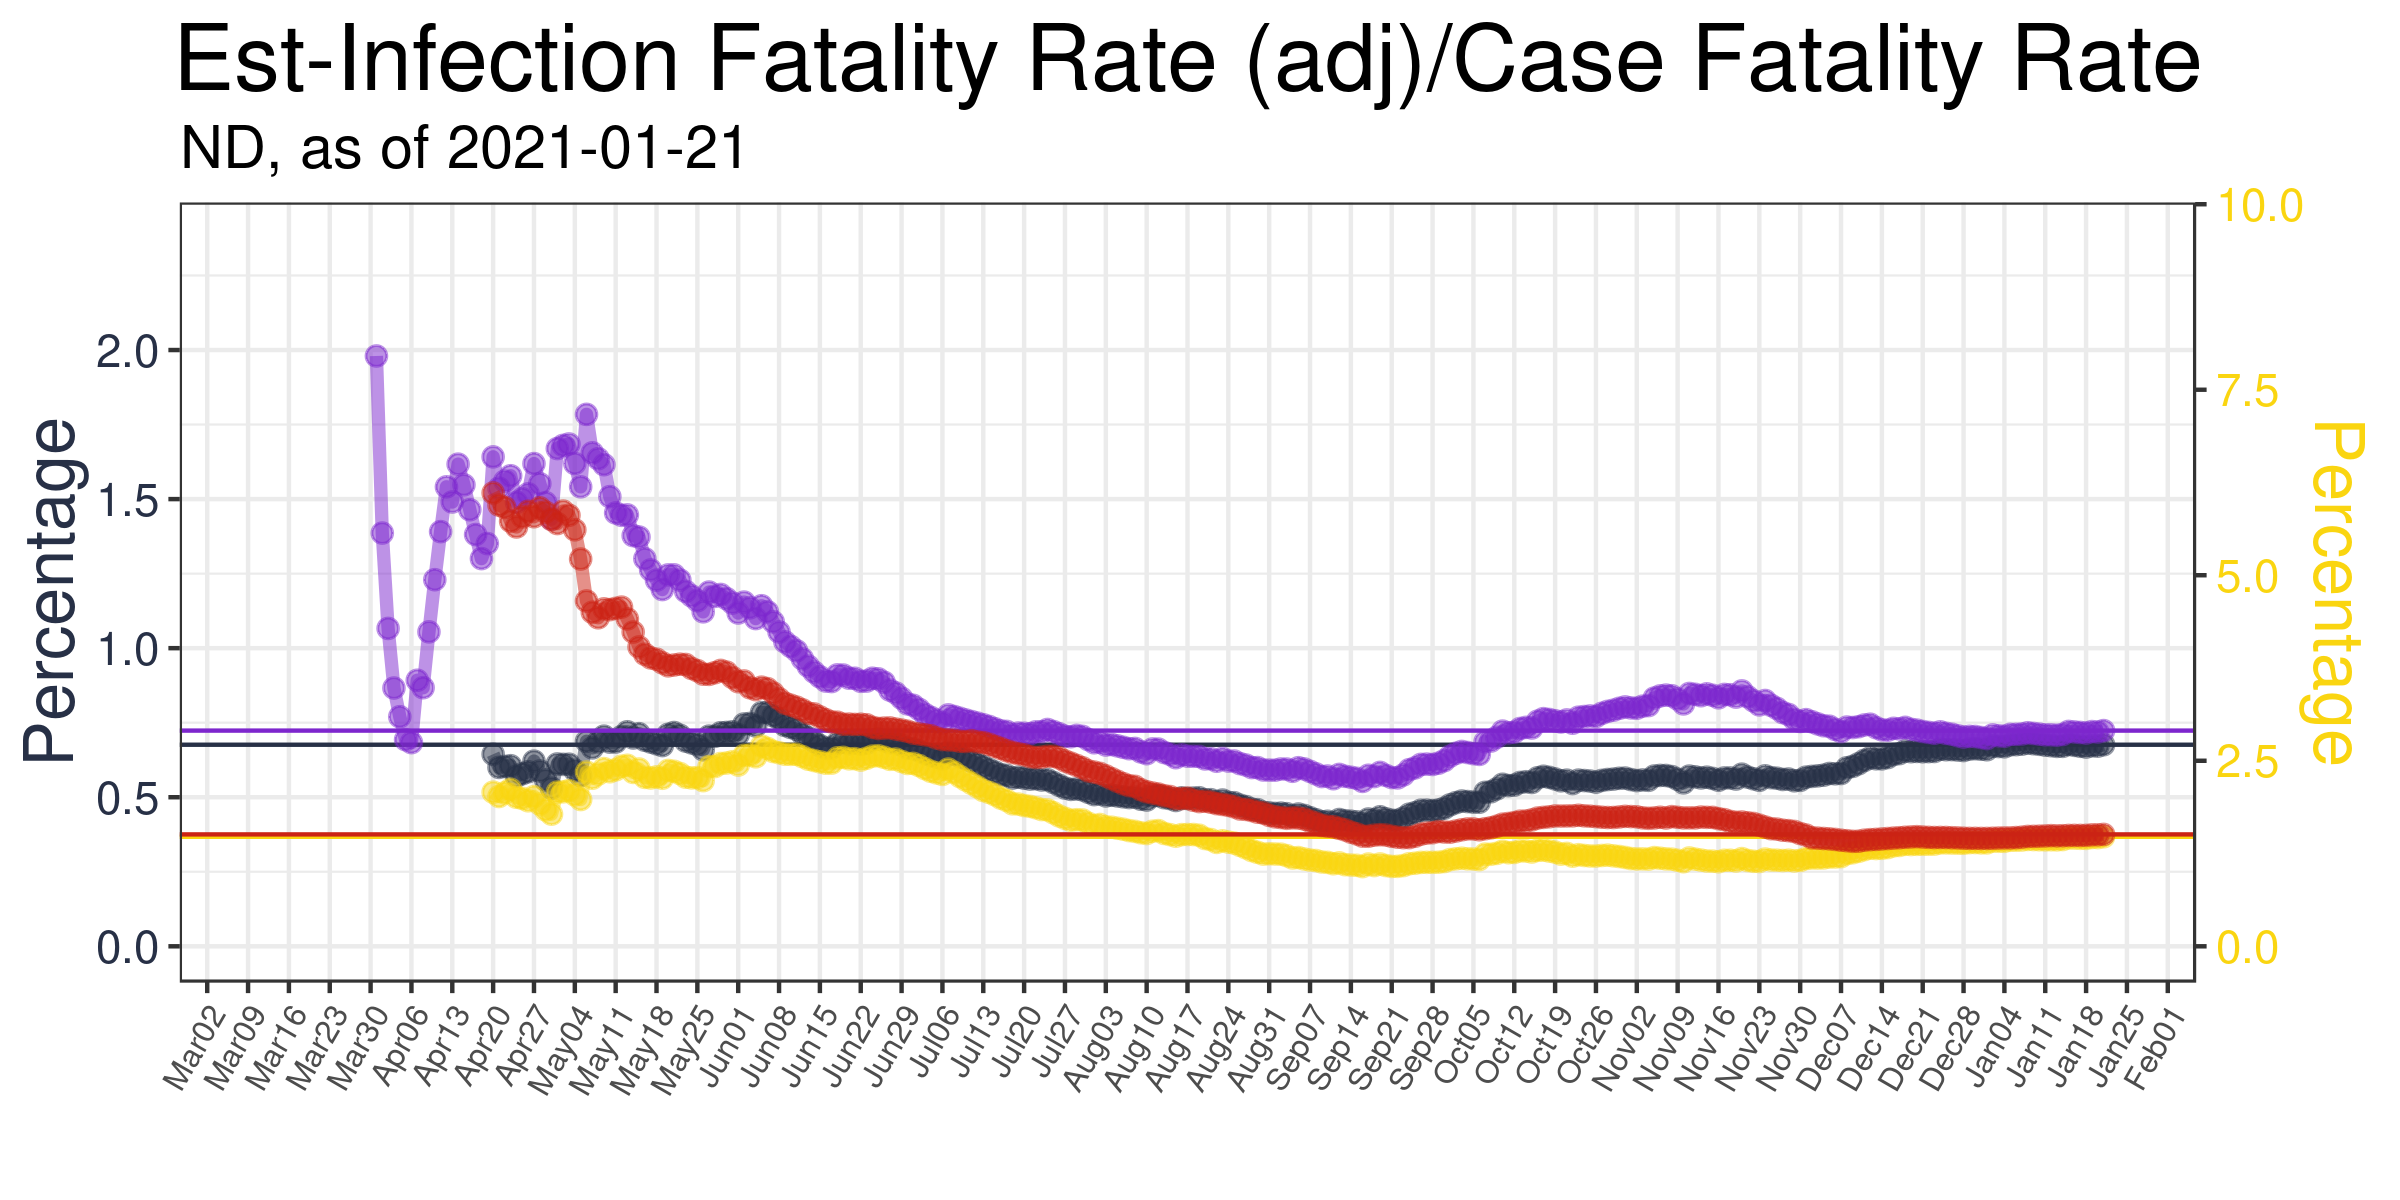 Est-Infection Fatality Rate (adj)/Case Fatality Rate
ND, as of 2021-01-21
Percentage
2.0
1.5
1.0
0.5
0.0
10.0
7.5
5.0
2.5
0.0
Percentage
Mar02 Mar09 Mar16 Mar23 Mar30 Apr06 Apr13 Apr20 Apr27 May04 May11 May18 May25 Jun01 Jun08 Jun15 Jun22 Jun29 Jul06 Jul13 Jul20 Jul27 Aug03 Aug10 Aug17 Aug24 Aug31 Sep07 Sep14 Sep21 Sep28 Oct05 Oct12 Oct19 Oct26 Nov02 Nov09 Nov16 Nov23 Nov30 Dec07 Dec14 Dec21 Dec28 Jan04 Jan11 Jan18 Jan25 Feb01